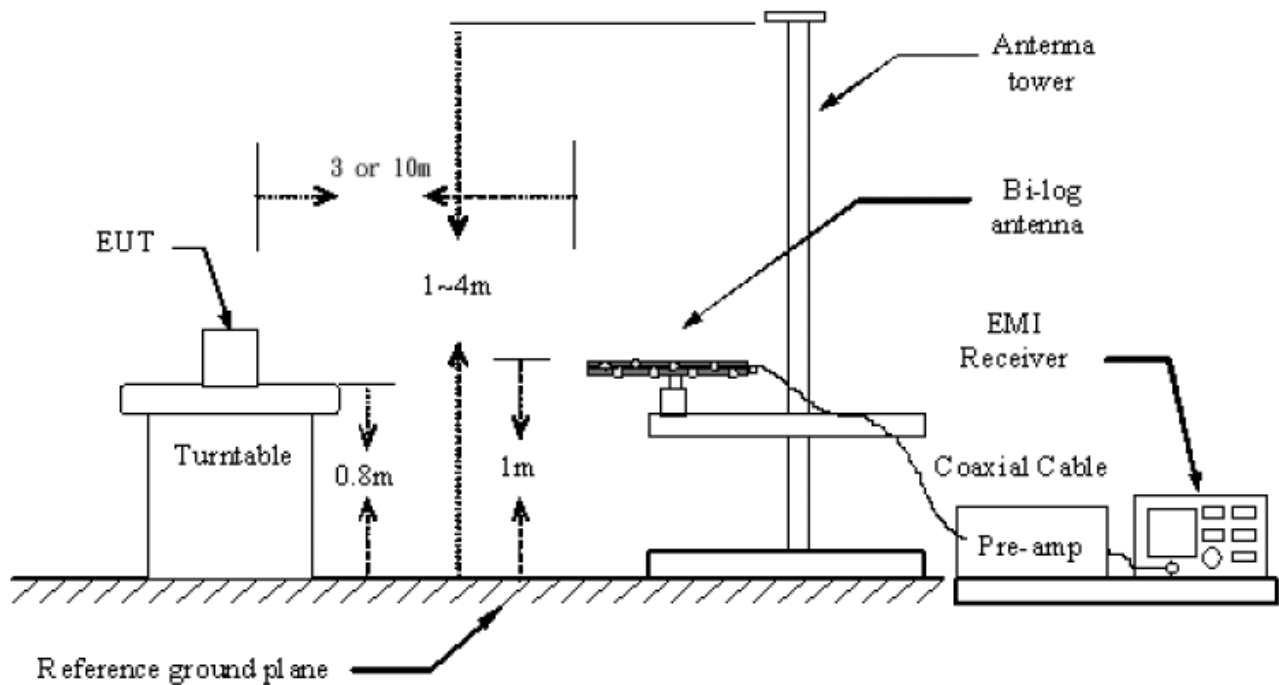 Antenna
tower
3 or 10m
Bi-log
antenna
EUT
1~4m
EMI
Receiver
Turntable
0.8m
1m
Coaxial Cable
Pre-amp
Reference ground plane